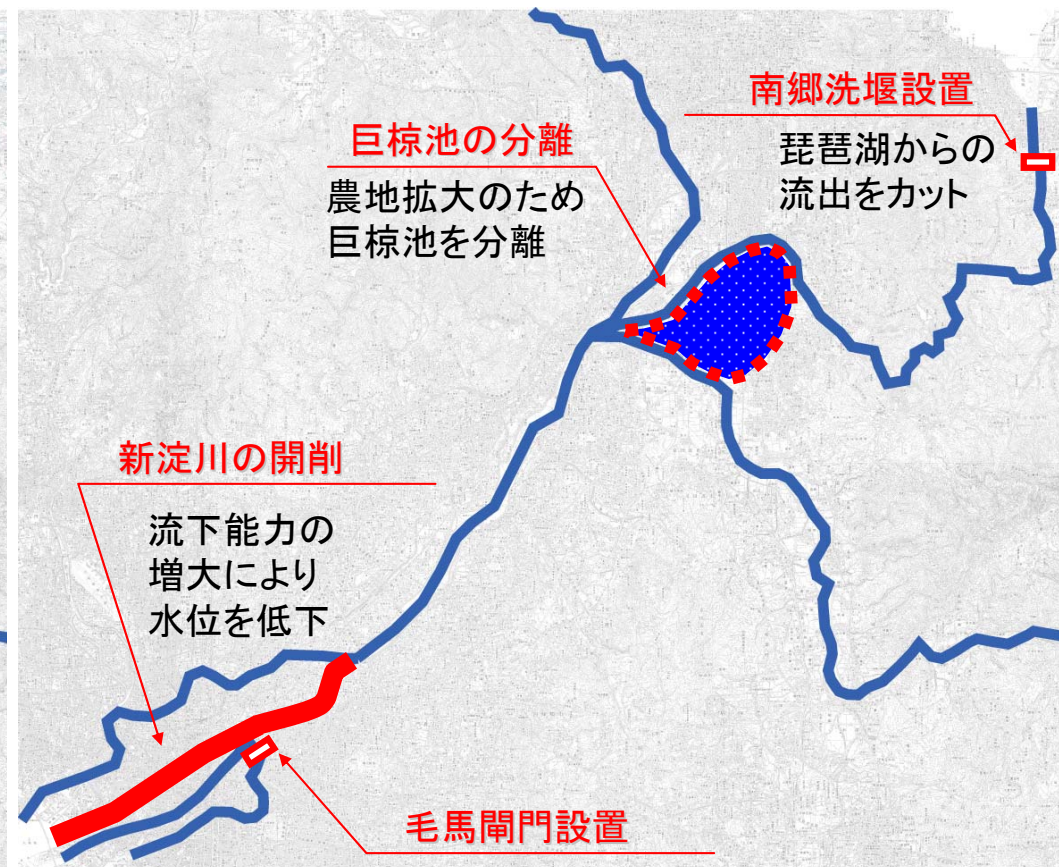 南郷洗堰設置
琵琶湖からの
流出をカット
巨椋池の分離
農地拡大のため
巨椋池を分離
新淀川の開削
流下能力の
増大により
水位を低下
毛馬閘門設置